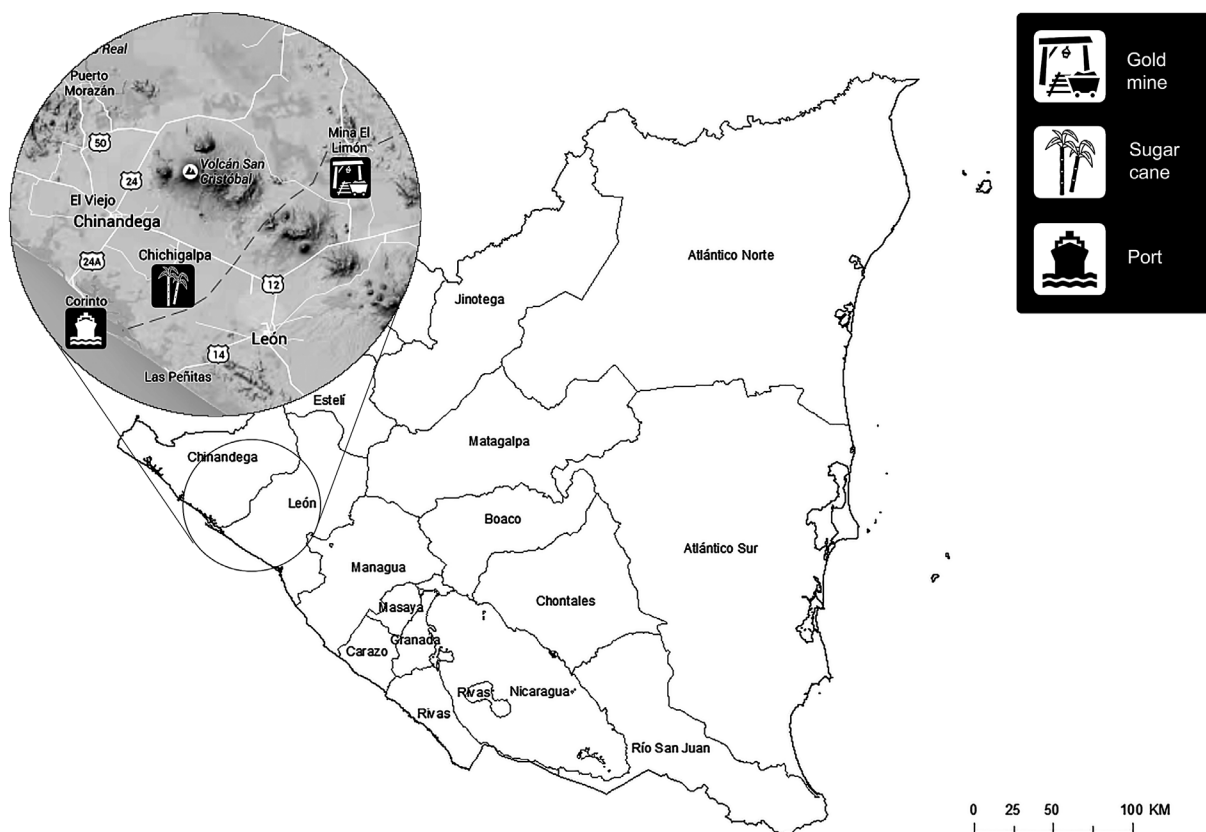 Real
Puerto
Morazán
50
Mina El
Limón
Volcán San
Cristóbal
24
El Viejo
Chinandega
Chichigalpa
24A
12
Corinto
León
14
Las Peñitas
Gold
mine
Sugar
cane
Port
Atlántico Norte
Jinotega
Estelí
Matagalpa
Chinandega
León
Boaco
Atlántico Sur
Managua
Chontales
Masaya
Granada
Carazo
Rivas
Nicaragua
Rivas
Río San Juan
0 25 50 100 KM